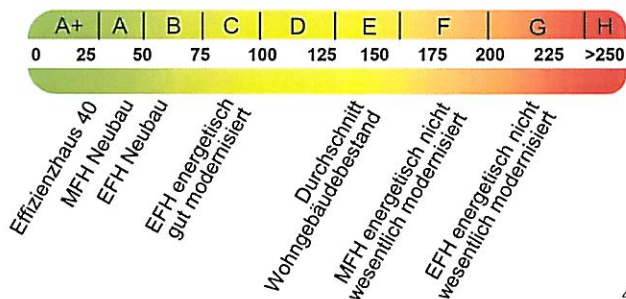 A+ A B C D E F G H
0 25 50 75 100 125 150 175 200 225 >250
Effizienzhaus 40
MFH Neubau
EFH Neubau
EFH energetisch
gut modernisiert
Durchschnitt
Wohngebäudebestand
MFH energetisch nicht
wesentlich modernisiert
EFH energetisch nicht
wesentlich modernisiert